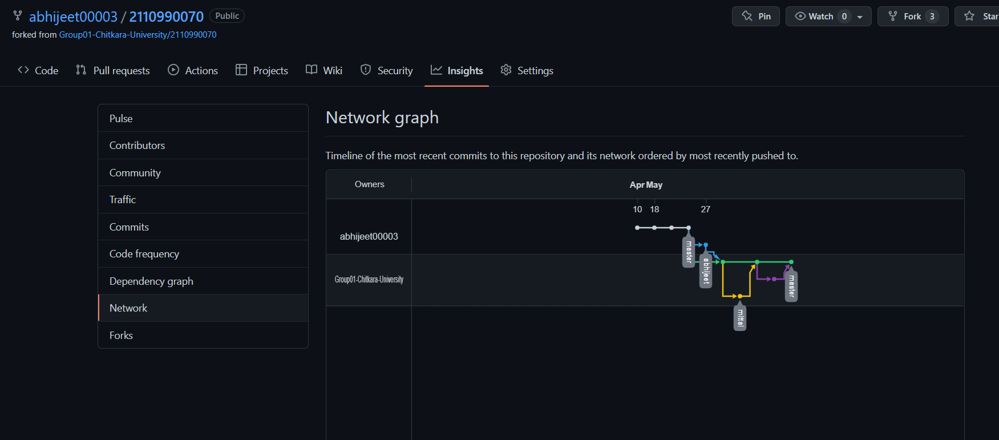 abhijeet00003 / 2110990070 Public
Pin
Watch 0
Fork 3
Star
forked from Group01-Chitkara-University/2110990070
Code
Pull requests
Actions
Projects
Wiki
Security
Insights
Settings
Pulse
Contributors
Community
Traffic
Commits
Code frequency
Dependency graph
Network
Forks
Network graph
Timeline of the most recent commits to this repository and its network ordered by most recently pushed to.
Owners
Apr May
10 18 27
abhijeet00003
master
abhijeet
Group01-Chitkara-University
master
mittal